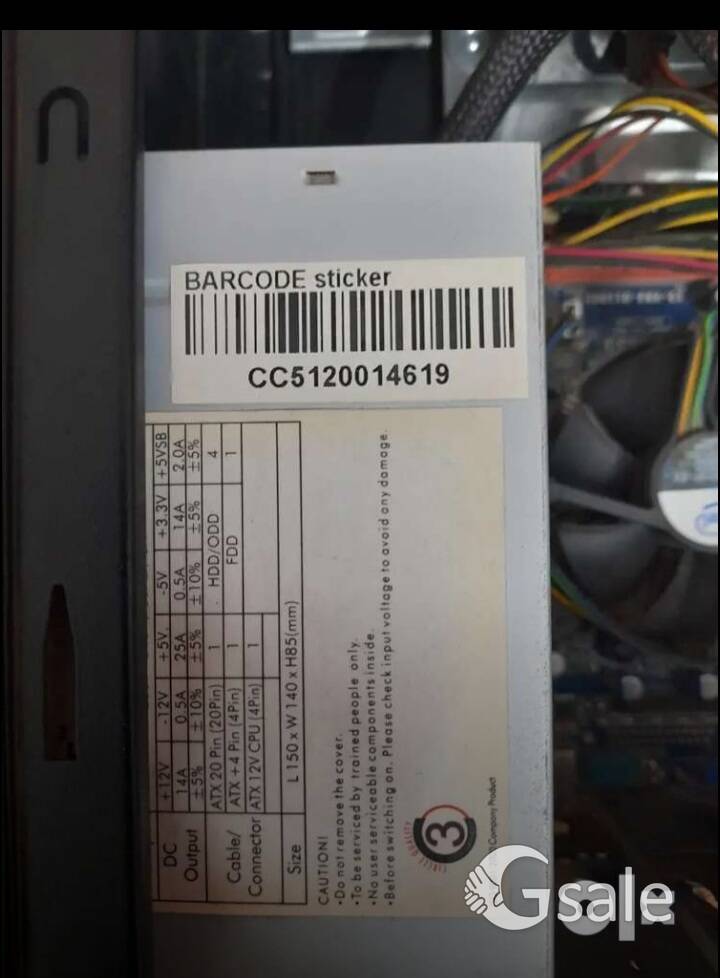 BARCODE sticker
CC5120014619
DC +12V -12V +5V. -5V +3.3V +5VSB
Output 14A 0.5A 25A 0.5A 14A 2.0A
±5% ±10% ±5% ±10% ±5% ±5%
Cable/ Connector
ATX 20 Pin (20Pin) 1 HDD/ODD 4
ATX +4 Pin (4Pin) 1 FDD 1
ATX 12V CPU (4Pin) 1
Size L150 x W 140 x H85(mm)
CAUTION!
•Do not remove the cover.
•To be serviced by trained people only.
•No user serviceable components inside.
•Before switching on. Please check input voltage to avoid any damage.
3
CIRCLE QUALITY
Company Product
Gsale